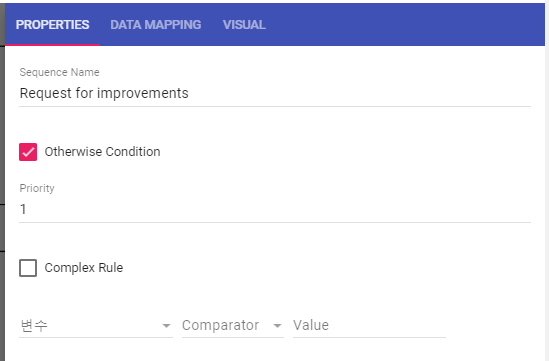 PROPERTIES DATA MAPPING VISUAL
Sequence Name
Request for improvements
Otherwise Condition
Priority
1
Complex Rule
변수 Comparator Value